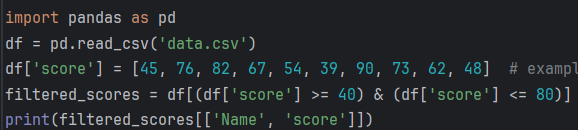 import pandas as pd
df = pd.read_csv('data.csv')
df['score'] = [45, 76, 82, 67, 54, 39, 90, 73, 62, 48]  # exampl
filtered_scores = df[(df['score'] >= 40) & (df['score'] <= 80)]
print(filtered_scores[['Name', 'score']])